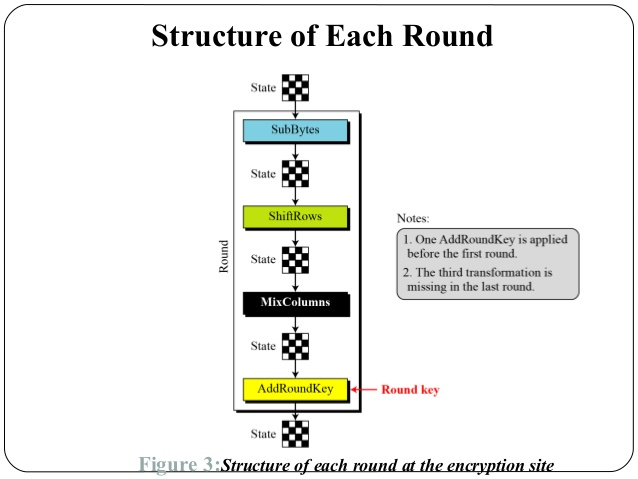 Structure of Each Round
State
SubBytes
State
ShiftRows
State
MixColumns
State
AddRoundKey
Round key
State
Round
Notes:
1. One AddRoundKey is applied
before the first round.
2. The third transformation is
missing in the last round.
Figure 3:Structure of each round at the encryption site